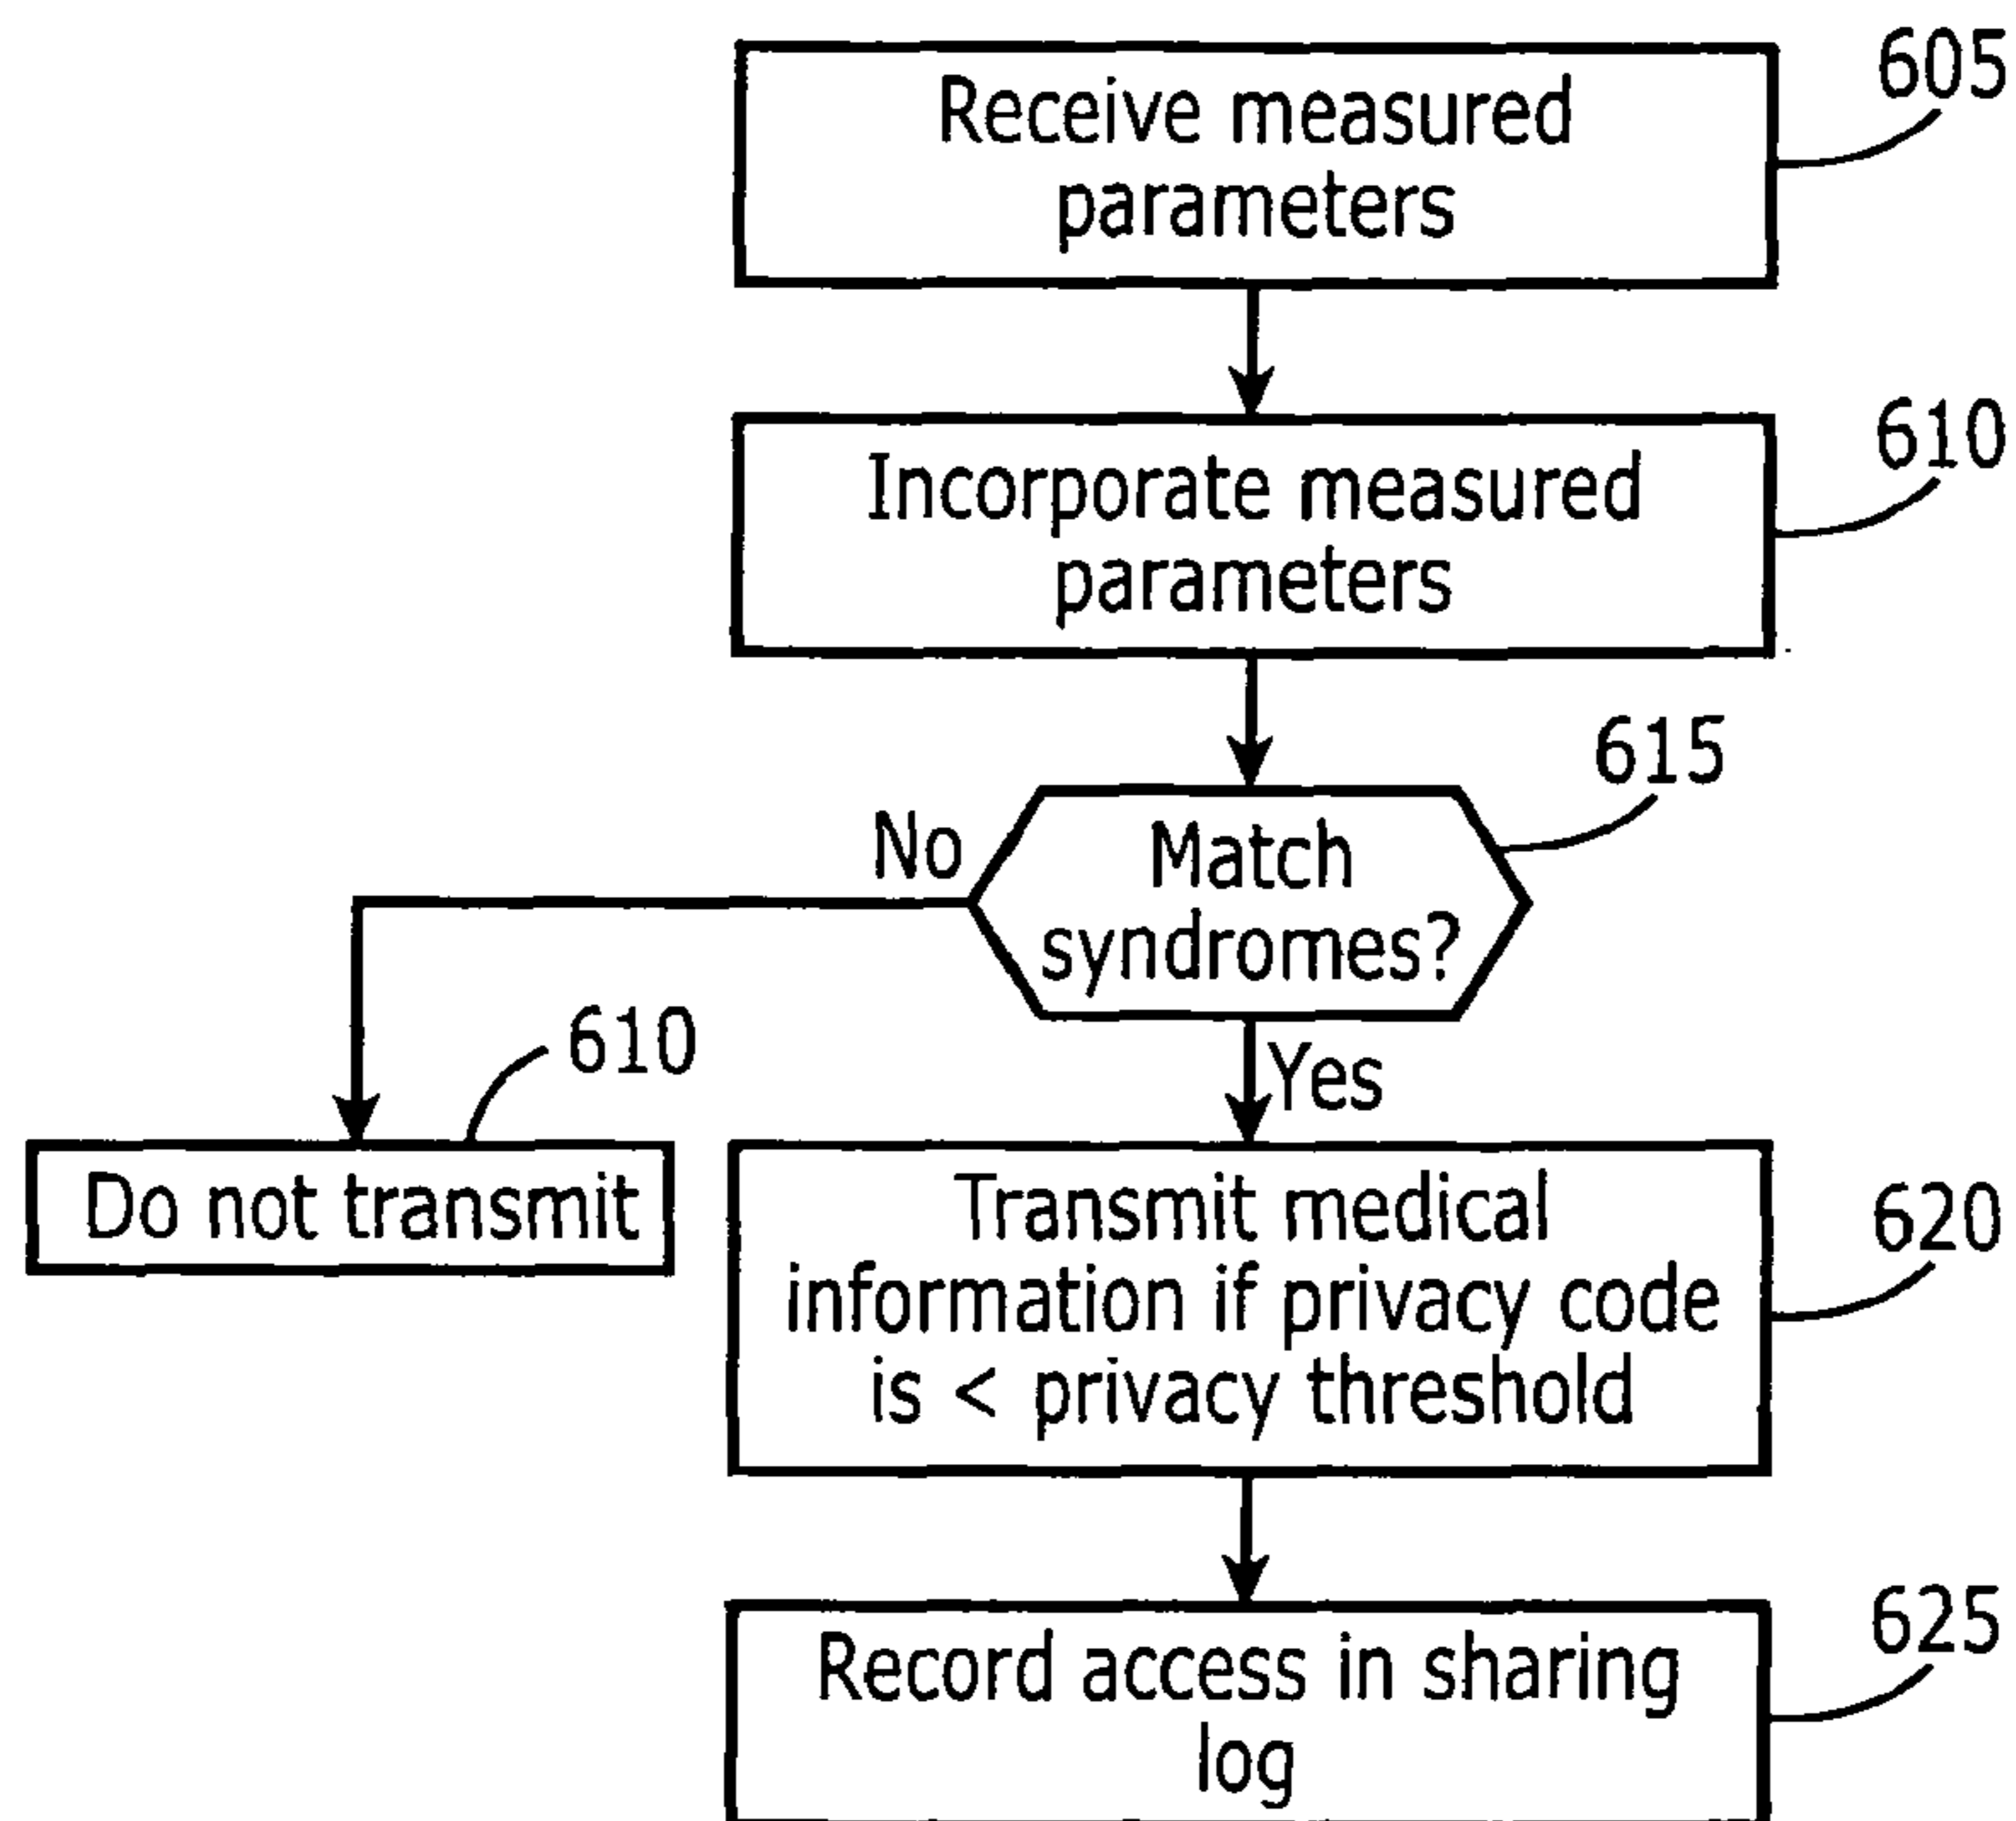 605
Receive measured
parameters
610
Incorporate measured
parameters
615
No
Match
syndromes?
610
Yes
Do not transmit
620
Transmit medical
information if privacy code
is < privacy threshold
625
Record access in sharing
log